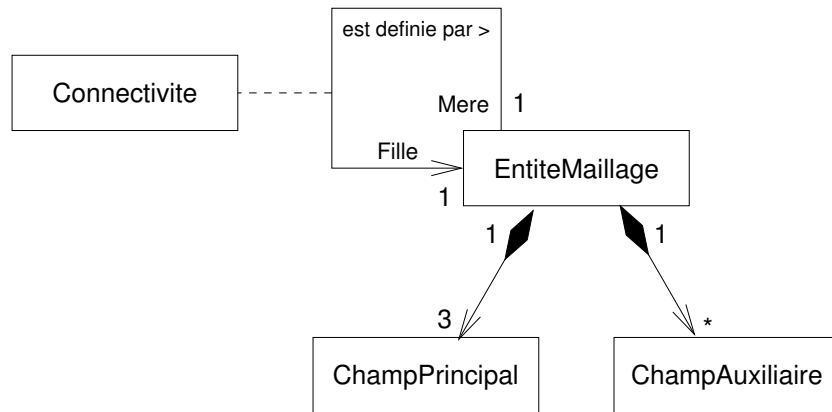 est definie par >
Connectivite
Mere 1
Fille
EntiteMaillage
1
1 1
3 *
ChampPrincipal ChampAuxiliaire